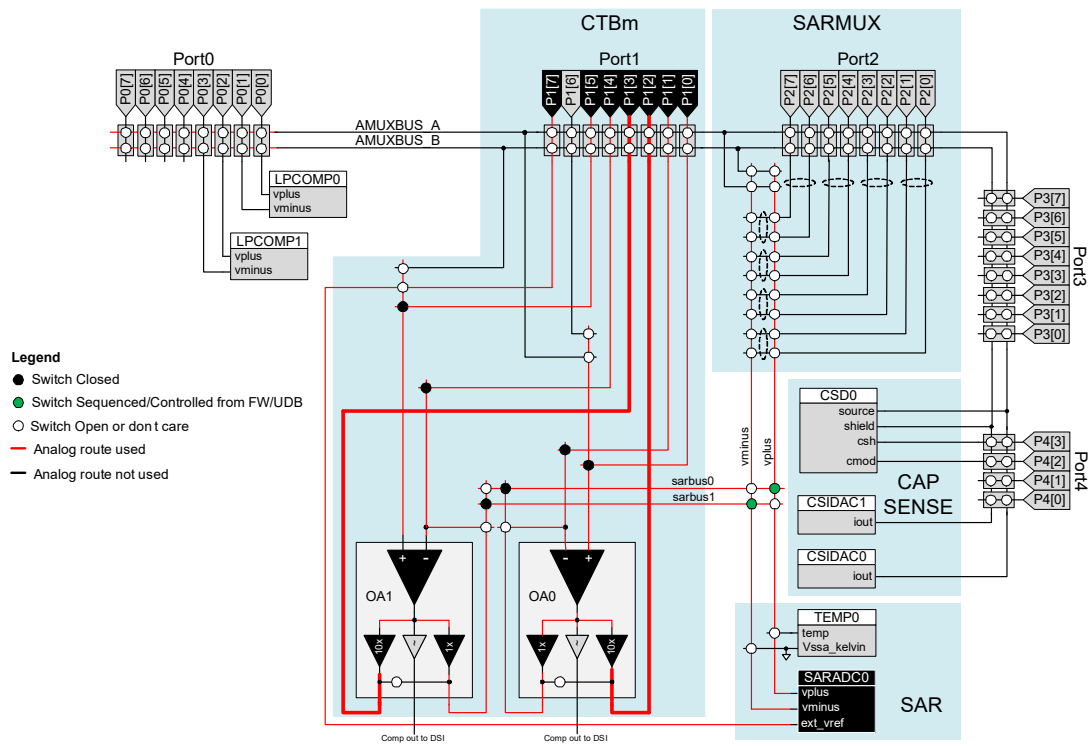 CTBm
SARMUX
Port0
Port1
Port2
P0[7]
P0[6]
P0[5]
P0[4]
P0[3]
P0[2]
P0[1]
P0[0]
P1[7]
P1[6]
P1[5]
P1[4]
P1[3]
P1[2]
P1[1]
P1[0]
P2[7]
P2[6]
P2[5]
P2[4]
P2[3]
P2[2]
P2[1]
P2[0]
AMUXBUS_A
AMUXBUS_B
LPCOMP0
vplus
vminus
LPCOMP1
vplus
vminus
P3[7]
P3[6]
P3[5]
P3[4]
P3[3]
P3[2]
P3[1]
P3[0]
Port3
Legend
Switch Closed
Switch Sequenced/Controlled from FW/UDB
Switch Open or don t care
Analog route used
Analog route not used
vminus
vplus
sarbus0
sarbus1
CSD0
source
shield
csh
cmod
P4[3]
P4[2]
P4[1]
P4[0]
Port4
CAP
SENSE
CSIDAC1
iout
CSIDAC0
iout
+
-
OA1
10x
~
1x
-
+
OA0
1x
~
10x
TEMP0
temp
Vssa_kelvin
SARADC0
vplus
vminus
ext_vref
SAR
Comp out to DSI
Comp out to DSI